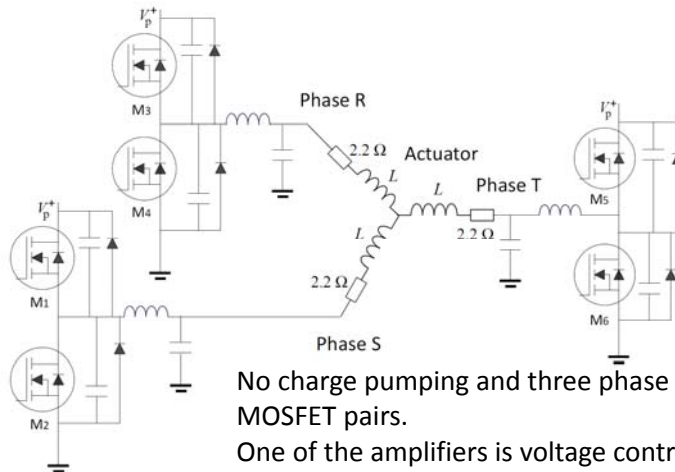 V_p^+
M3
Phase R
M4
2.2 Ω
Actuator
L
L
Phase T
V_p^+
M5
V_p^+
M1
L
2.2 Ω
2.2 Ω
M6
Phase S
M2
No charge pumping and three phase
MOSFET pairs.
One of the amplifiers is voltage contr